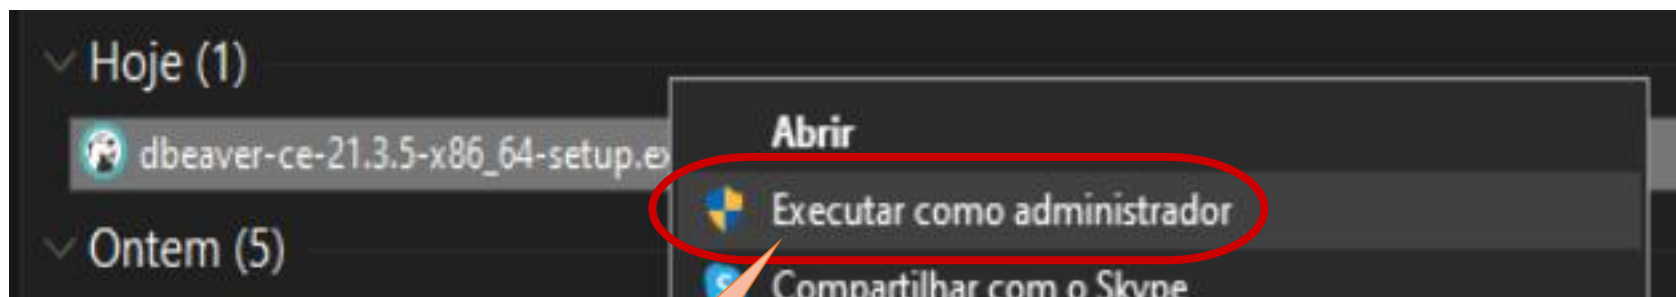 Hoje (1)
Abrir
dbeaver-ce-21.3.5-x86_64-setup.ex
Executar como administrador
Ontem (5)
Compartilhar com o Skype